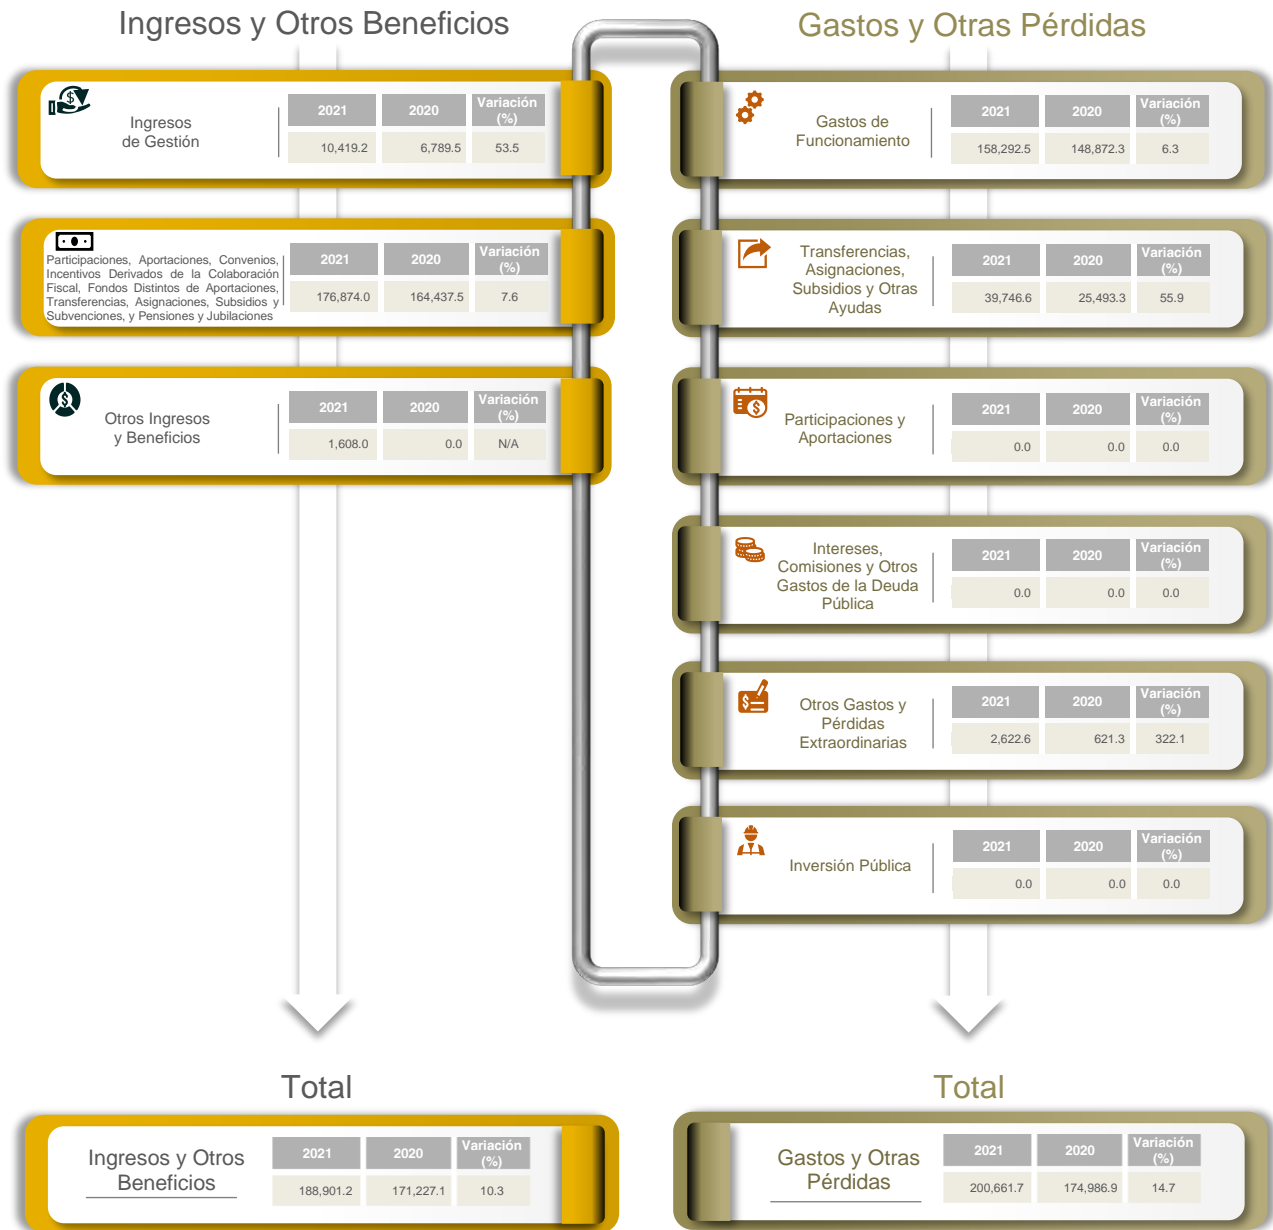 Ingresos y Otros Beneficios
Ingresos
de Gestión
2021 2020 Variación
(%)
10,419.2 6,789.5 53.5
Participaciones, Aportaciones, Convenios,
Incentivos Derivados de la Colaboración
Fiscal, Fondos Distintos de Aportaciones,
Transferencias, Asignaciones, Subsidios y
Subvenciones, y Pensiones y Jubilaciones
2021 2020 Variación
(%)
176,874.0 164,437.5 7.6
Otros Ingresos
y Beneficios
2021 2020 Variación
(%)
1,608.0 0.0 N/A
Total
Ingresos y Otros
Beneficios
2021 2020 Variación
(%)
188,901.2 171,227.1 10.3
Gastos y Otras Pérdidas
Gastos de
Funcionamiento
2021 2020 Variación
(%)
158,292.5 148,872.3 6.3
Transferencias,
Asignaciones,
Subsidios y Otras
Ayudas
2021 2020 Variación
(%)
39,746.6 25,493.3 55.9
Participaciones y
Aportaciones
2021 2020 Variación
(%)
0.0 0.0 0.0
Intereses,
Comisiones y Otros
Gastos de la Deuda
Pública
2021 2020 Variación
(%)
0.0 0.0 0.0
Otros Gastos y
Pérdidas
Extraordinarias
2021 2020 Variación
(%)
2,622.6 621.3 322.1
Inversión Pública
2021 2020 Variación
(%)
0.0 0.0 0.0
Total
Gastos y Otras
Pérdidas
2021 2020 Variación
(%)
200,661.7 174,986.9 14.7